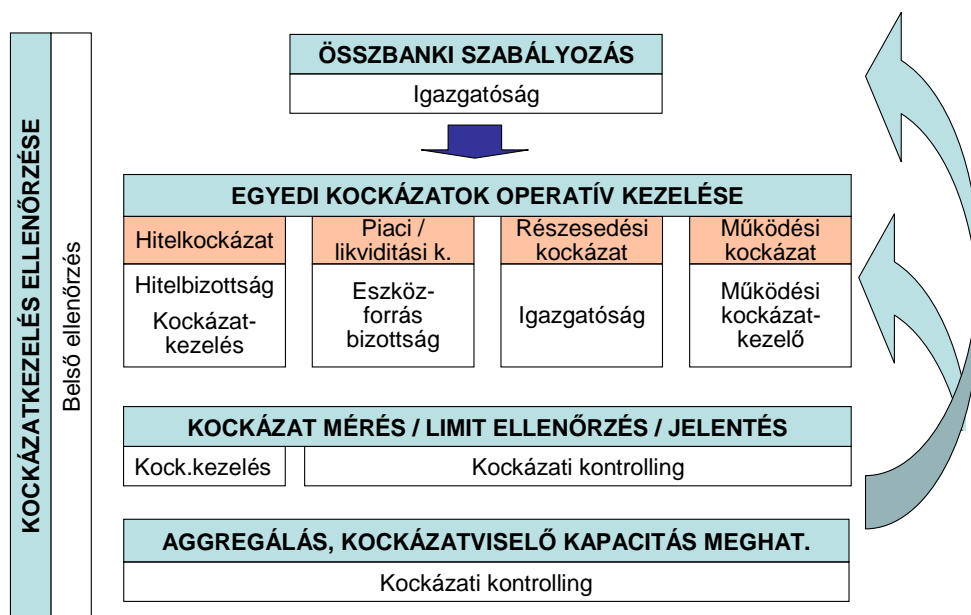 KOCKÁZATKEZELÉS ELLENŐRZÉSE
Belső ellenőrzés
ÖSSZBANKI SZABÁLYOZÁS
Igazgatóság
EGYEDI KOCKÁZATOK OPERATÍV KEZELÉSE
Hitelkockázat
Hitelbizottság
Kockázat-
kezelés
Piaci /
likviditási k.
Eszköz-
forrás
bizottság
Részesedési
kockázat
Igazgatóság
Működési
kockázat
Működési
kockázat-
kezelő
KOCKÁZAT MÉRÉS / LIMIT ELLENŐRZÉS / JELENTÉS
Kock.kezelés
Kockázati kontrolling
AGGREGÁLÁS, KOCKÁZATVISELŐ KAPACITÁS MEGHAT.
Kockázati kontrolling